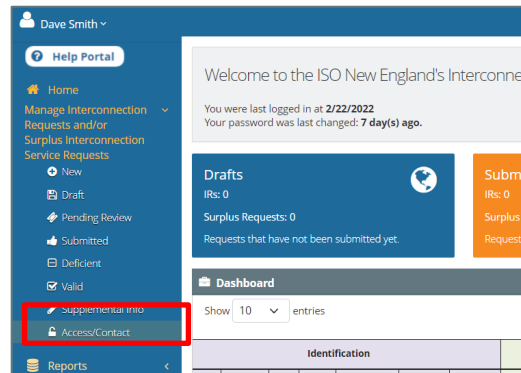 Dave Smith
Help Portal
Home
Manage Interconnection
Requests and/or
Surplus Interconnection
Service Requests
New
Draft
Pending Review
Submitted
Deficient
Valid
Supplemental Info
Access/Contact
Reports
Welcome to the ISO New England's Interconne
You were last logged in at 2/22/2022
Your password was last changed: 7 day(s) ago.
Drafts
IRs: 0
Surplus Requests: 0
Requests that have not been submitted yet.
Subm
IRs: 0
Surplus
Request
Dashboard
Show 10 entries
Identification